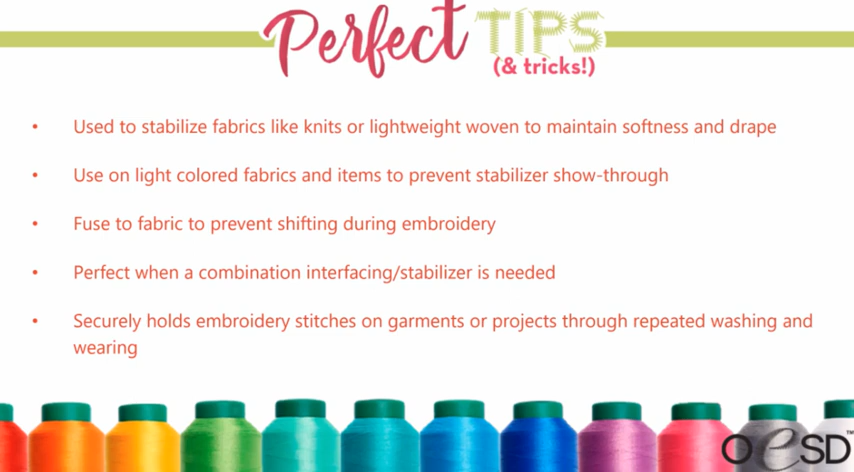 Perfect TIPS
(& tricks!)
• Used to stabilize fabrics like knits or lightweight woven to maintain softness and drape
• Use on light colored fabrics and items to prevent stabilizer show-through
• Fuse to fabric to prevent shifting during embroidery
• Perfect when a combination interfacing/stabilizer is needed
• Securely holds embroidery stitches on garments or projects through repeated washing and
wearing
OeSD™